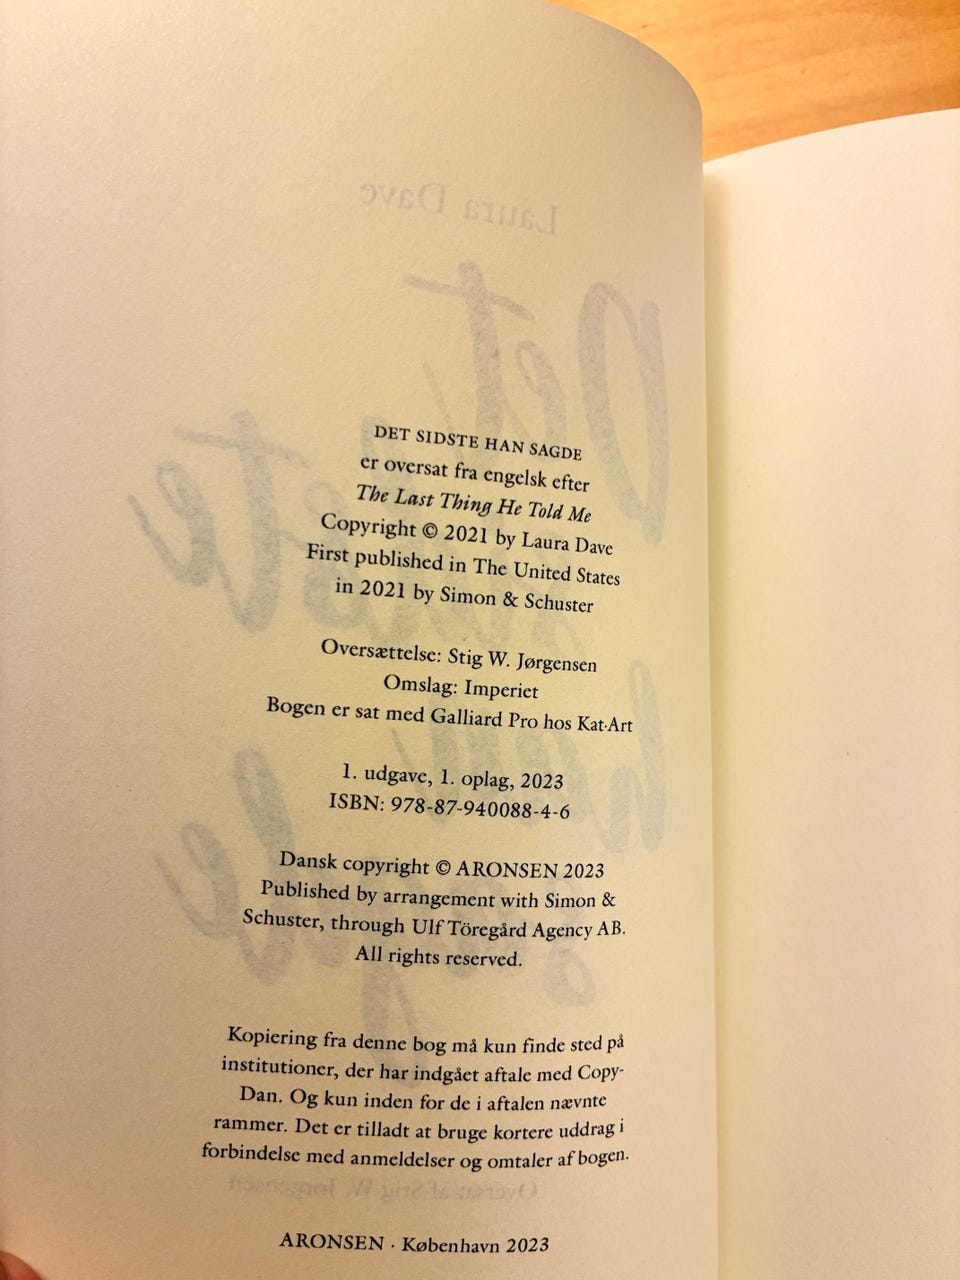 DET SIDSTE HAN SAGDE
er oversat fra engelsk efter
The Last Thing He Told Me
Copyright © 2021 by Laura Dave
First published in The United States
in 2021 by Simon & Schuster
Oversættelse: Stig W. Jørgensen
Omslag: Imperiet
Bogen er sat med Galliard Pro hos Kat·Art
1. udgave, 1. oplag, 2023
ISBN: 978-87-940088-4-6
Dansk copyright © ARONSEN 2023
Published by arrangement with Simon &
Schuster, through Ulf Töregård Agency AB.
All rights reserved.
Kopiering fra denne bog må kun finde sted på
institutioner, der har indgået aftale med Copy-
Dan. Og kun inden for de i aftalen nævnte
rammer. Det er tilladt at bruge kortere uddrag i
forbindelse med anmeldelser og omtaler af bogen.
ARONSEN · København 2023